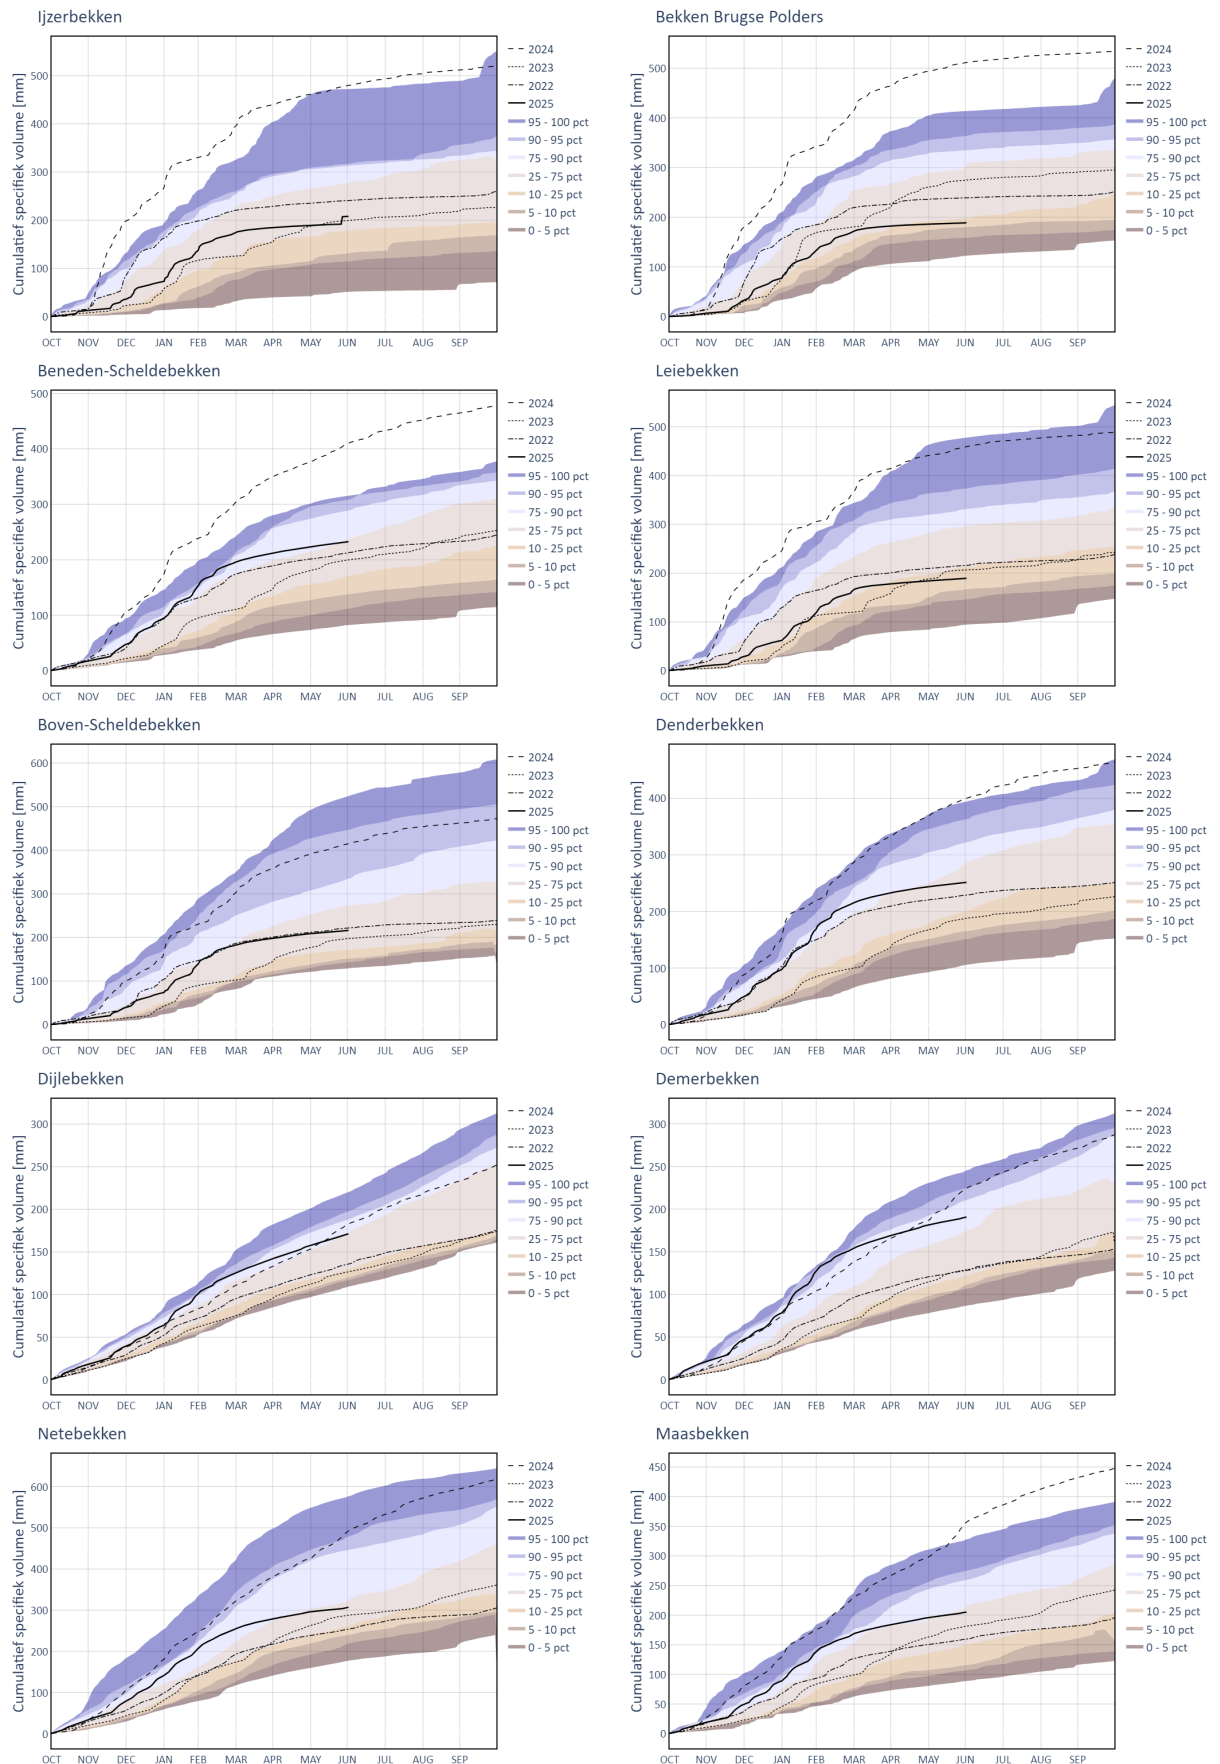 Ijzerbekken
Cumulatief specifiek volume [mm]
500
400
300
200
100
0
OCT NOV DEC JAN FEB MAR APR MAY JUN JUL AUG SEP
2024
2023
2022
2025
95 - 100 pct
90 - 95 pct
75 - 90 pct
25 - 75 pct
10 - 25 pct
5 - 10 pct
0 - 5 pct
Bekken Brugse Polders
Cumulatief specifiek volume [mm]
500
400
300
200
100
0
OCT NOV DEC JAN FEB MAR APR MAY JUN JUL AUG SEP
2024
2023
2022
2025
95 - 100 pct
90 - 95 pct
75 - 90 pct
25 - 75 pct
10 - 25 pct
5 - 10 pct
0 - 5 pct
Beneden-Scheldebekken
Cumulatief specifiek volume [mm]
500
400
300
200
100
0
OCT NOV DEC JAN FEB MAR APR MAY JUN JUL AUG SEP
2024
2023
2022
2025
95 - 100 pct
90 - 95 pct
75 - 90 pct
25 - 75 pct
10 - 25 pct
5 - 10 pct
0 - 5 pct
Leiebekken
Cumulatief specifiek volume [mm]
500
400
300
200
100
0
OCT NOV DEC JAN FEB MAR APR MAY JUN JUL AUG SEP
2024
2023
2022
2025
95 - 100 pct
90 - 95 pct
75 - 90 pct
25 - 75 pct
10 - 25 pct
5 - 10 pct
0 - 5 pct
Boven-Scheldebekken
Cumulatief specifiek volume [mm]
600
500
400
300
200
100
0
OCT NOV DEC JAN FEB MAR APR MAY JUN JUL AUG SEP
2024
2023
2022
2025
95 - 100 pct
90 - 95 pct
75 - 90 pct
25 - 75 pct
10 - 25 pct
5 - 10 pct
0 - 5 pct
Denderbekken
Cumulatief specifiek volume [mm]
400
300
200
100
0
OCT NOV DEC JAN FEB MAR APR MAY JUN JUL AUG SEP
2024
2023
2022
2025
95 - 100 pct
90 - 95 pct
75 - 90 pct
25 - 75 pct
10 - 25 pct
5 - 10 pct
0 - 5 pct
Dijlebekken
Cumulatief specifiek volume [mm]
300
250
200
150
100
50
0
OCT NOV DEC JAN FEB MAR APR MAY JUN JUL AUG SEP
2024
2023
2022
2025
95 - 100 pct
90 - 95 pct
75 - 90 pct
25 - 75 pct
10 - 25 pct
5 - 10 pct
0 - 5 pct
Demerbekken
Cumulatief specifiek volume [mm]
300
250
200
150
100
50
0
OCT NOV DEC JAN FEB MAR APR MAY JUN JUL AUG SEP
2024
2023
2022
2025
95 - 100 pct
90 - 95 pct
75 - 90 pct
25 - 75 pct
10 - 25 pct
5 - 10 pct
0 - 5 pct
Netebekken
Cumulatief specifiek volume [mm]
600
500
400
300
200
100
0
OCT NOV DEC JAN FEB MAR APR MAY JUN JUL AUG SEP
2024
2023
2022
2025
95 - 100 pct
90 - 95 pct
75 - 90 pct
25 - 75 pct
10 - 25 pct
5 - 10 pct
0 - 5 pct
Maasbekken
Cumulatief specifiek volume [mm]
450
400
350
300
250
200
150
100
50
0
OCT NOV DEC JAN FEB MAR APR MAY JUN JUL AUG SEP
2024
2023
2022
2025
95 - 100 pct
90 - 95 pct
75 - 90 pct
25 - 75 pct
10 - 25 pct
5 - 10 pct
0 - 5 pct